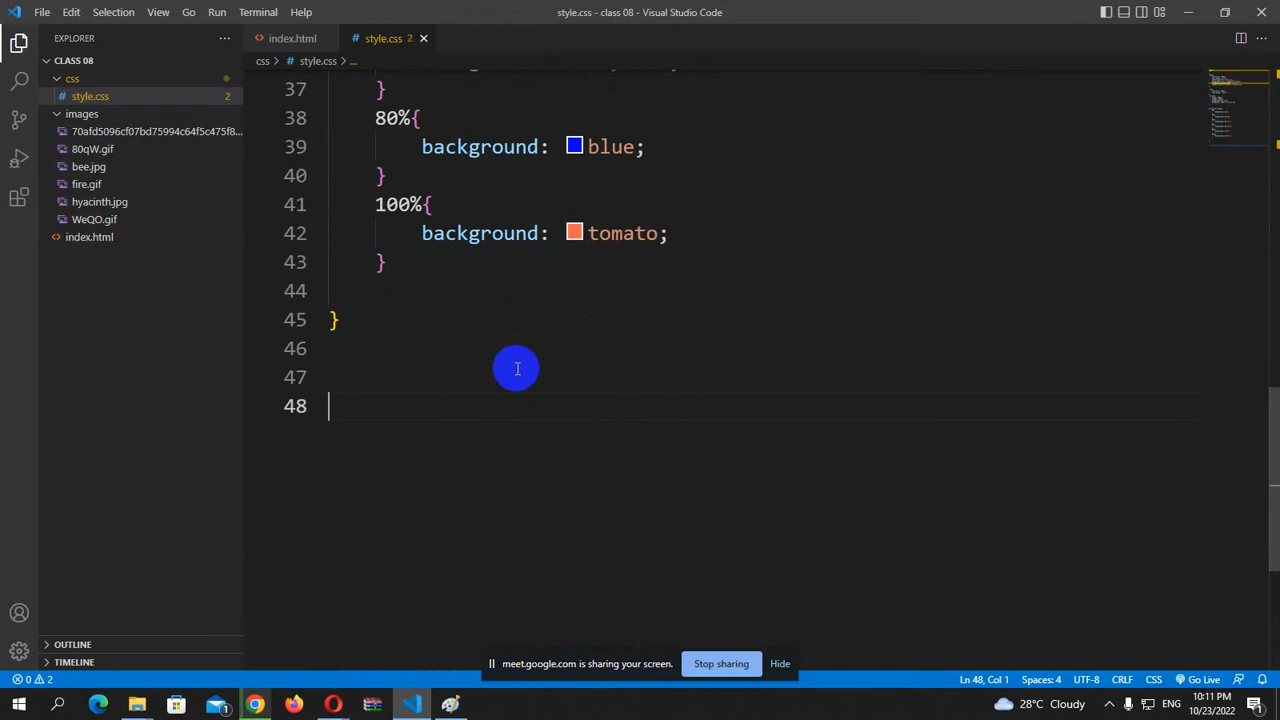 File Edit Selection View Go Run Terminal Help
style.css - class 08 - Visual Studio Code
EXPLORER
index.html
style.css 2
CLASS 08
css > # style.css > ...
css
style.css 2
images
70afd5096cf07bd75994c64f5c475f8...
80qW.gif
bee.jpg
fire.gif
hyacinth.jpg
WeQO.gif
index.html
37 }
38 80%{
39 background: blue;
40 }
41 100%{
42 background: tomato;
43 }
44
45 }
46
47
48
OUTLINE
TIMELINE
meet.google.com is sharing your screen. Stop sharing Hide
0 2
Ln 48, Col 1 Spaces: 4 UTF-8 CRLF CSS Go Live
28°C Cloudy ENG 10:11 PM
10/23/2022